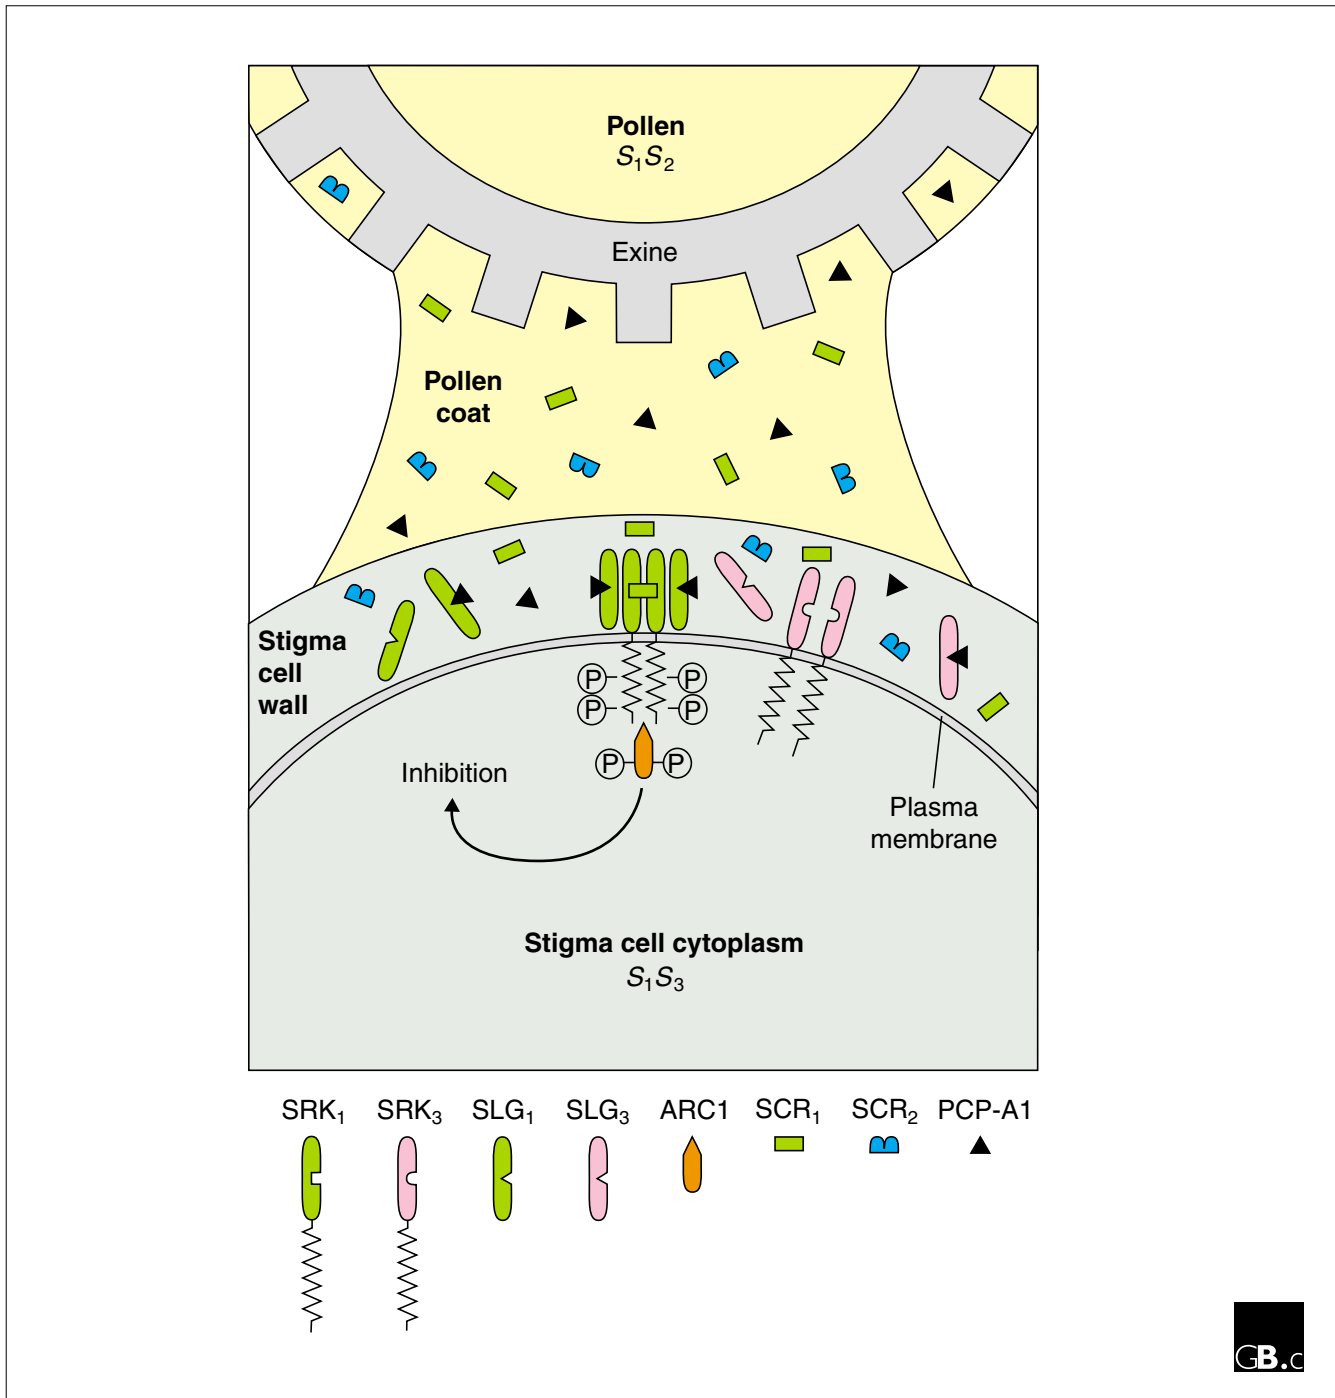 Pollen
S₁S₂
Exine
Pollen
coat
Stigma
cell
wall
P P
P P
P P
Inhibition
Plasma
membrane
Stigma cell cytoplasm
S₁S₃
SRK₁ SRK₃ SLG₁ SLG₃ ARC1 SCR₁ SCR₂ PCP-A1
GB.c